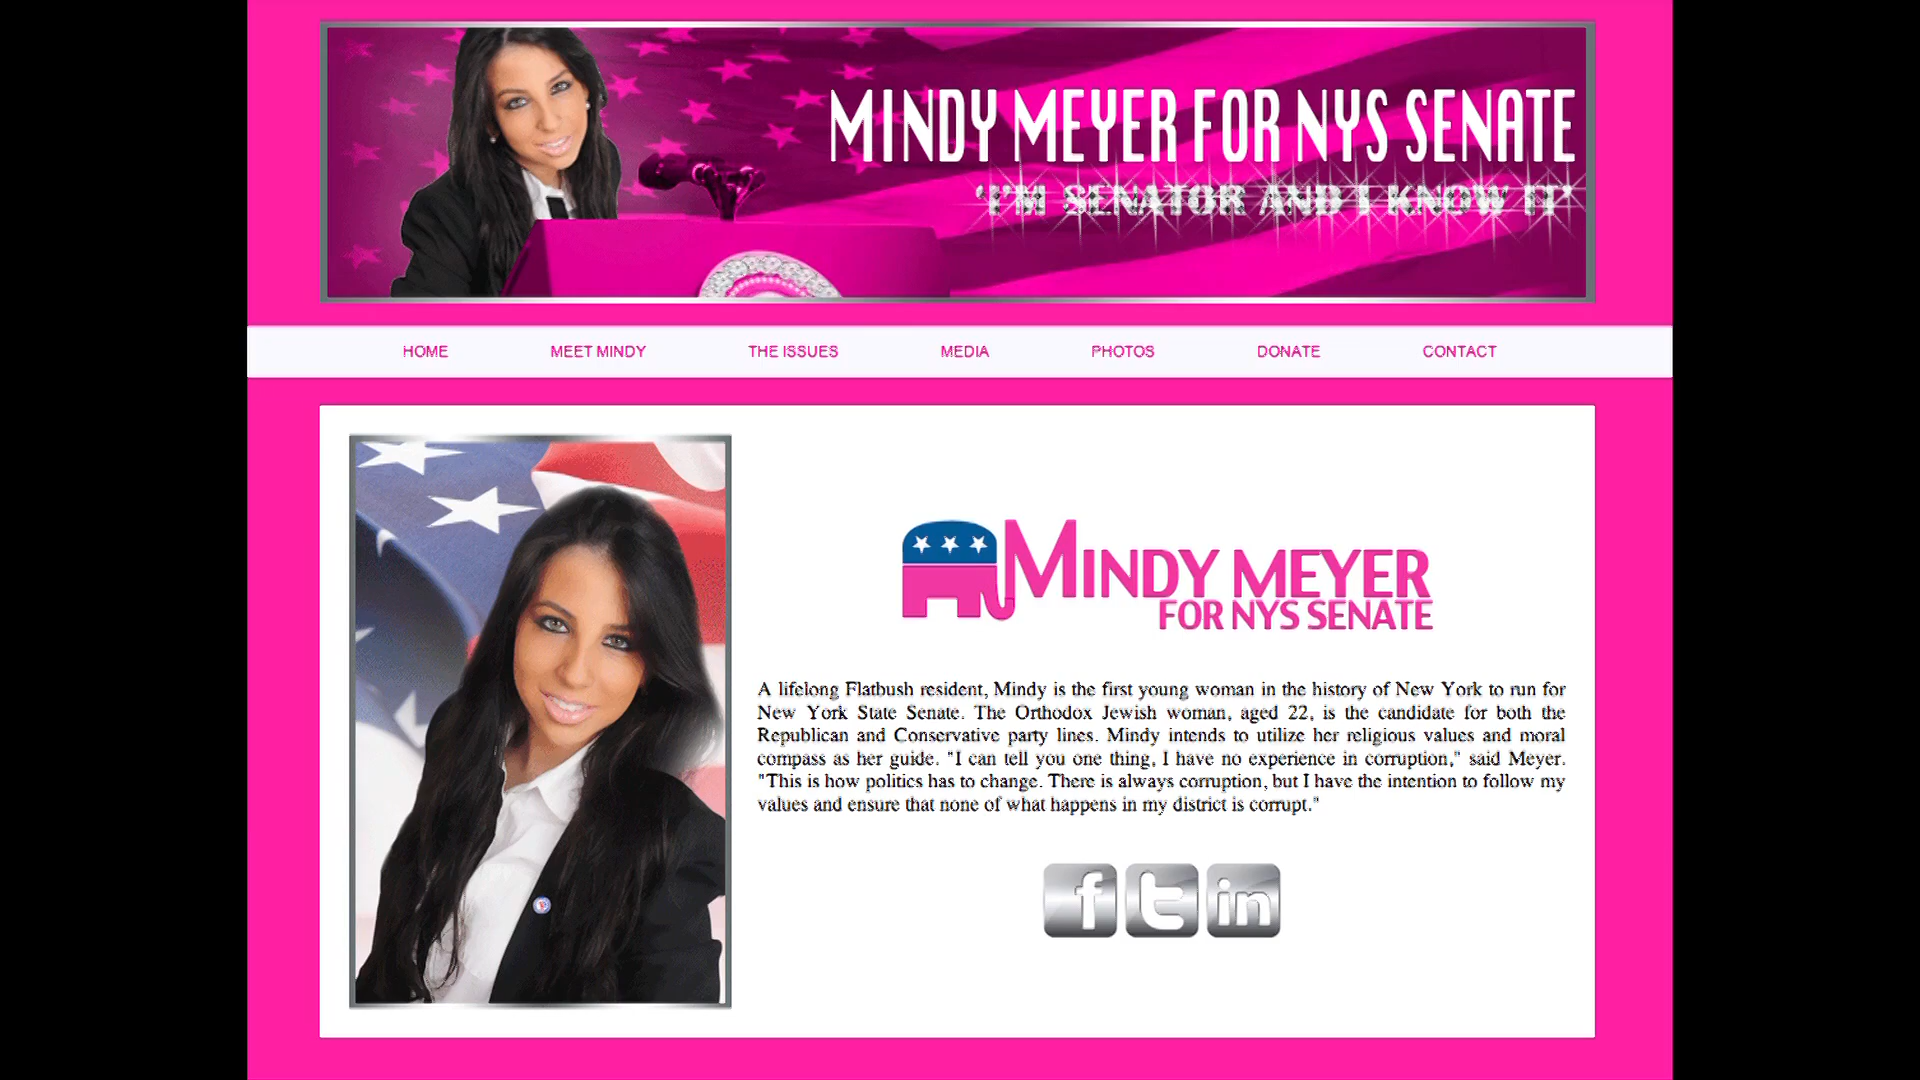 MINDY MEYER FOR NYS SENATE
'I'M SENATOR AND I KNOW IT'
HOME MEET MINDY THE ISSUES MEDIA PHOTOS DONATE CONTACT
MINDY MEYER
FOR NYS SENATE
A lifelong Flatbush resident, Mindy is the first young woman in the history of New York to run for
New York State Senate. The Orthodox Jewish woman, aged 22, is the candidate for both the
Republican and Conservative party lines. Mindy intends to utilize her religious values and moral
compass as her guide. "I can tell you one thing, I have no experience in corruption," said Meyer.
"This is how politics has to change. There is always corruption, but I have the intention to follow my
values and ensure that none of what happens in my district is corrupt."
f t in